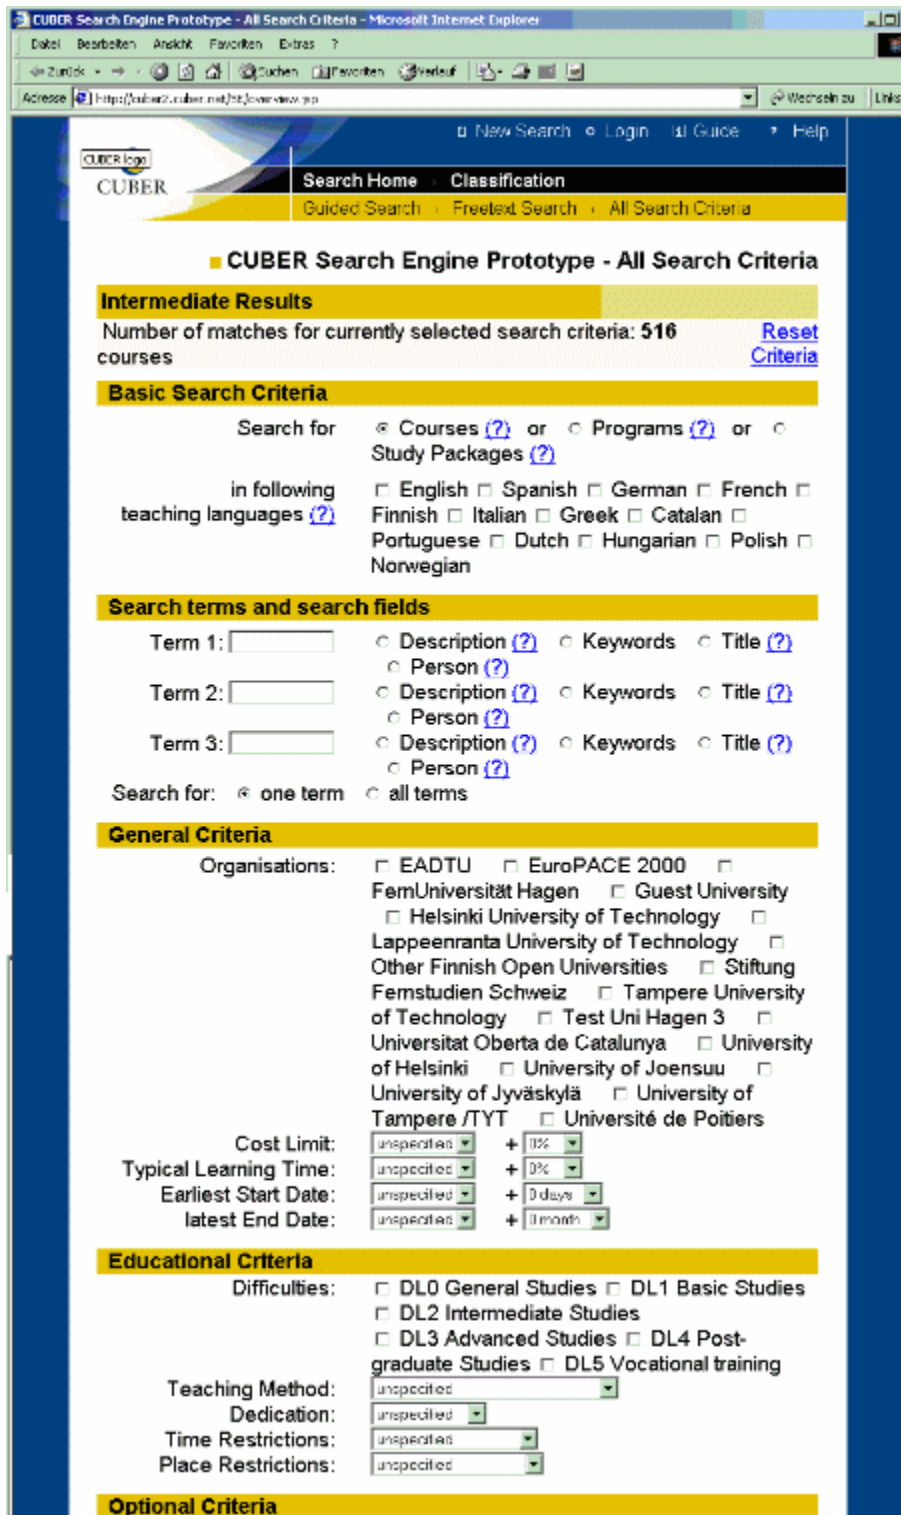 CUBER Search Engine Prototype - All Search Criteria - Microsoft Internet Explorer
Datei Bearbeiten Ansicht Favoriten Extras ?
Zurück Suchen Favoriten Verlauf
Adresse http://cuber2.cuber.net/SE/overview.jsp Wechseln zu Links
New Search Login Guide ? Help
CUBER logo
CUBER
Search Home Classification
Guided Search Freetext Search All Search Criteria
CUBER Search Engine Prototype - All Search Criteria
Intermediate Results
Number of matches for currently selected search criteria: 516 Reset
courses Criteria
Basic Search Criteria
Search for Courses (?) or Programs (?) or
Study Packages (?)
in following English Spanish German French
teaching languages (?) Finnish Italian Greek Catalan
Portuguese Dutch Hungarian Polish
Norwegian
Search terms and search fields
Term 1: Description (?) Keywords Title (?)
Person (?)
Term 2: Description (?) Keywords Title (?)
Person (?)
Term 3: Description (?) Keywords Title (?)
Person (?)
Search for: one term all terms
General Criteria
Organisations: EADTU EuroPACE 2000
FernUniversität Hagen Guest University
Helsinki University of Technology
Lappeenranta University of Technology
Other Finnish Open Universities Stiftung
Fernstudien Schweiz Tampere University
of Technology Test Uni Hagen 3
Universitat Oberta de Catalunya University
of Helsinki University of Joensuu
University of Jyväskylä University of
Tampere /TYT Université de Poitiers
Cost Limit: unspecified + 0%
Typical Learning Time: unspecified + 0%
Earliest Start Date: unspecified + 0 days
latest End Date: unspecified + 0 month
Educational Criteria
Difficulties: DL0 General Studies DL1 Basic Studies
DL2 Intermediate Studies
DL3 Advanced Studies DL4 Post-
graduate Studies DL5 Vocational training
Teaching Method: unspecified
Dedication: unspecified
Time Restrictions: unspecified
Place Restrictions: unspecified
Optional Criteria